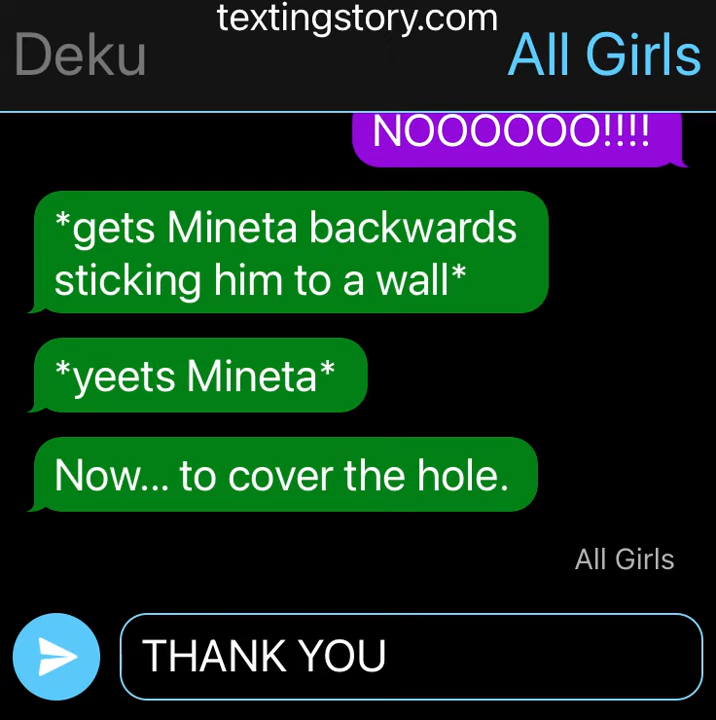 textingstory.com
Deku
All Girls
NOOOOOO!!!!
*gets Mineta backwards
sticking him to a wall*
*yeets Mineta*
Now... to cover the hole.
All Girls
THANK YOU